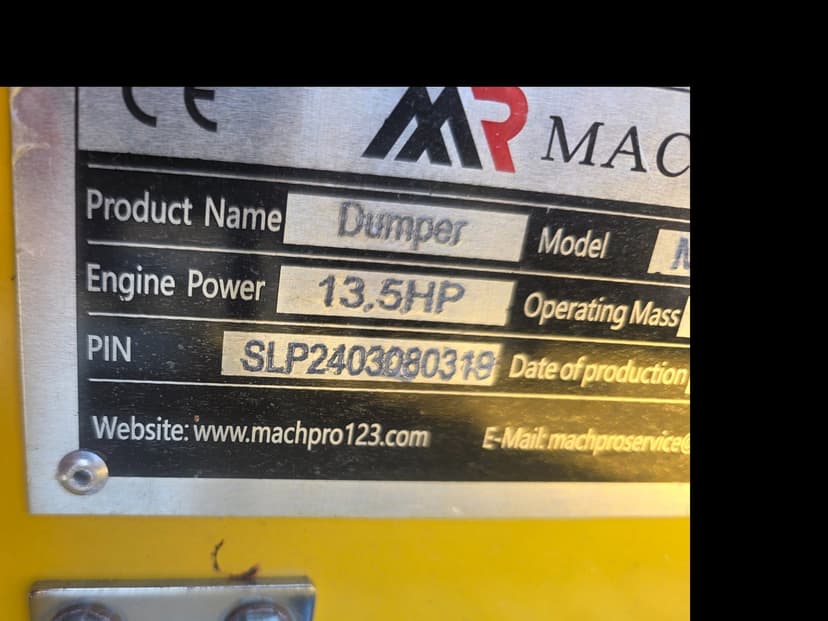 CE MR MAC
Product Name Dumper Model
Engine Power 13.5HP Operating Mass
PIN SLP2403080319 Date of production
Website: www.machpro123.com E-Mail: machproservice@